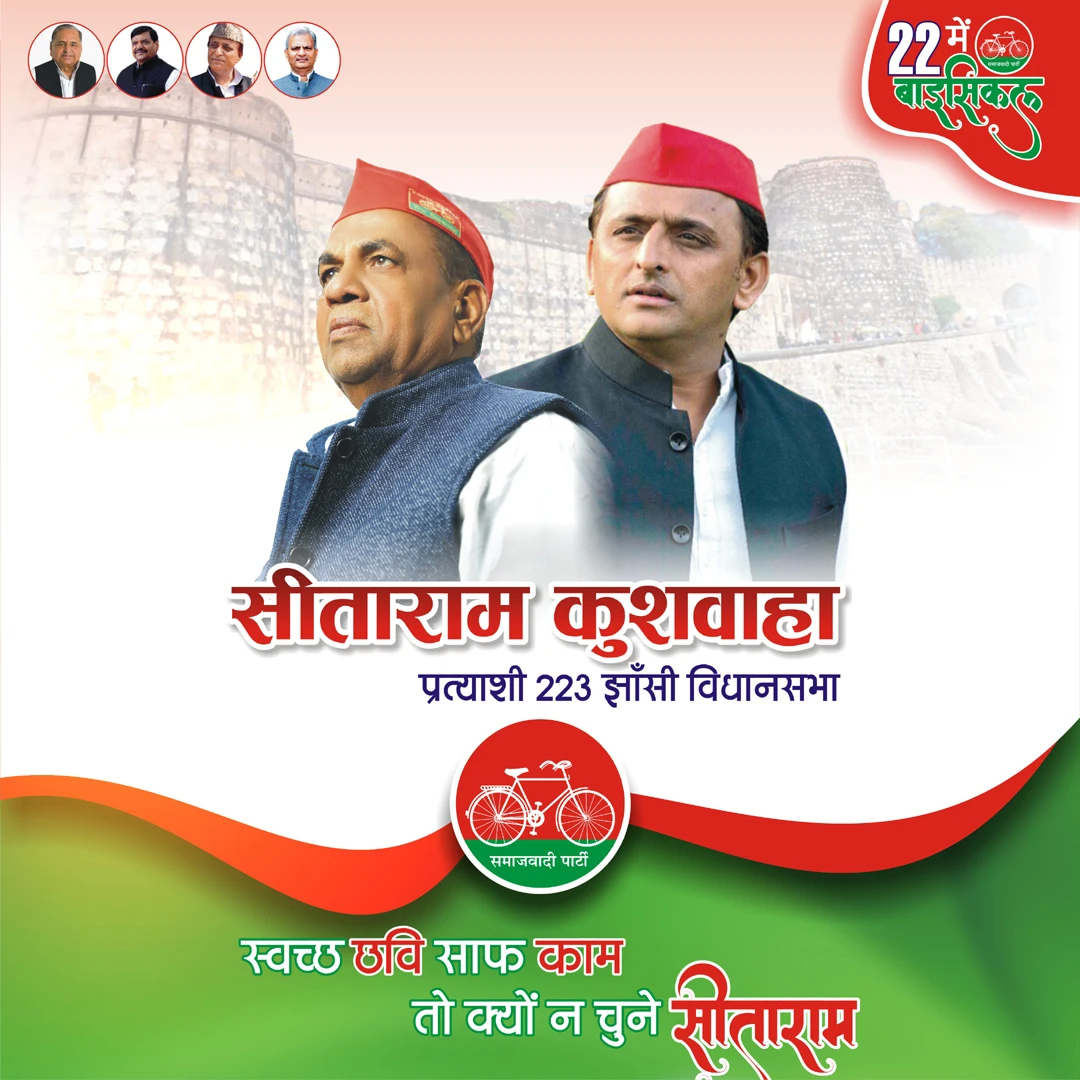 22 में
समाजवादी पार्टी
बाइसिकल
सीताराम कुशवाहा
प्रत्याशी 223 झाँसी विधानसभा
समाजवादी पार्टी
स्वच्छ छवि साफ काम
तो क्यों न चुने सीताराम